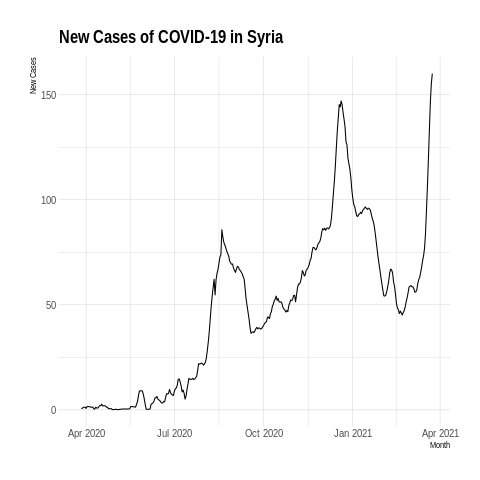 New Cases of COVID-19 in Syria
New Cases
150
100
50
0
Apr 2020
Jul 2020
Oct 2020
Jan 2021
Apr 2021
Month